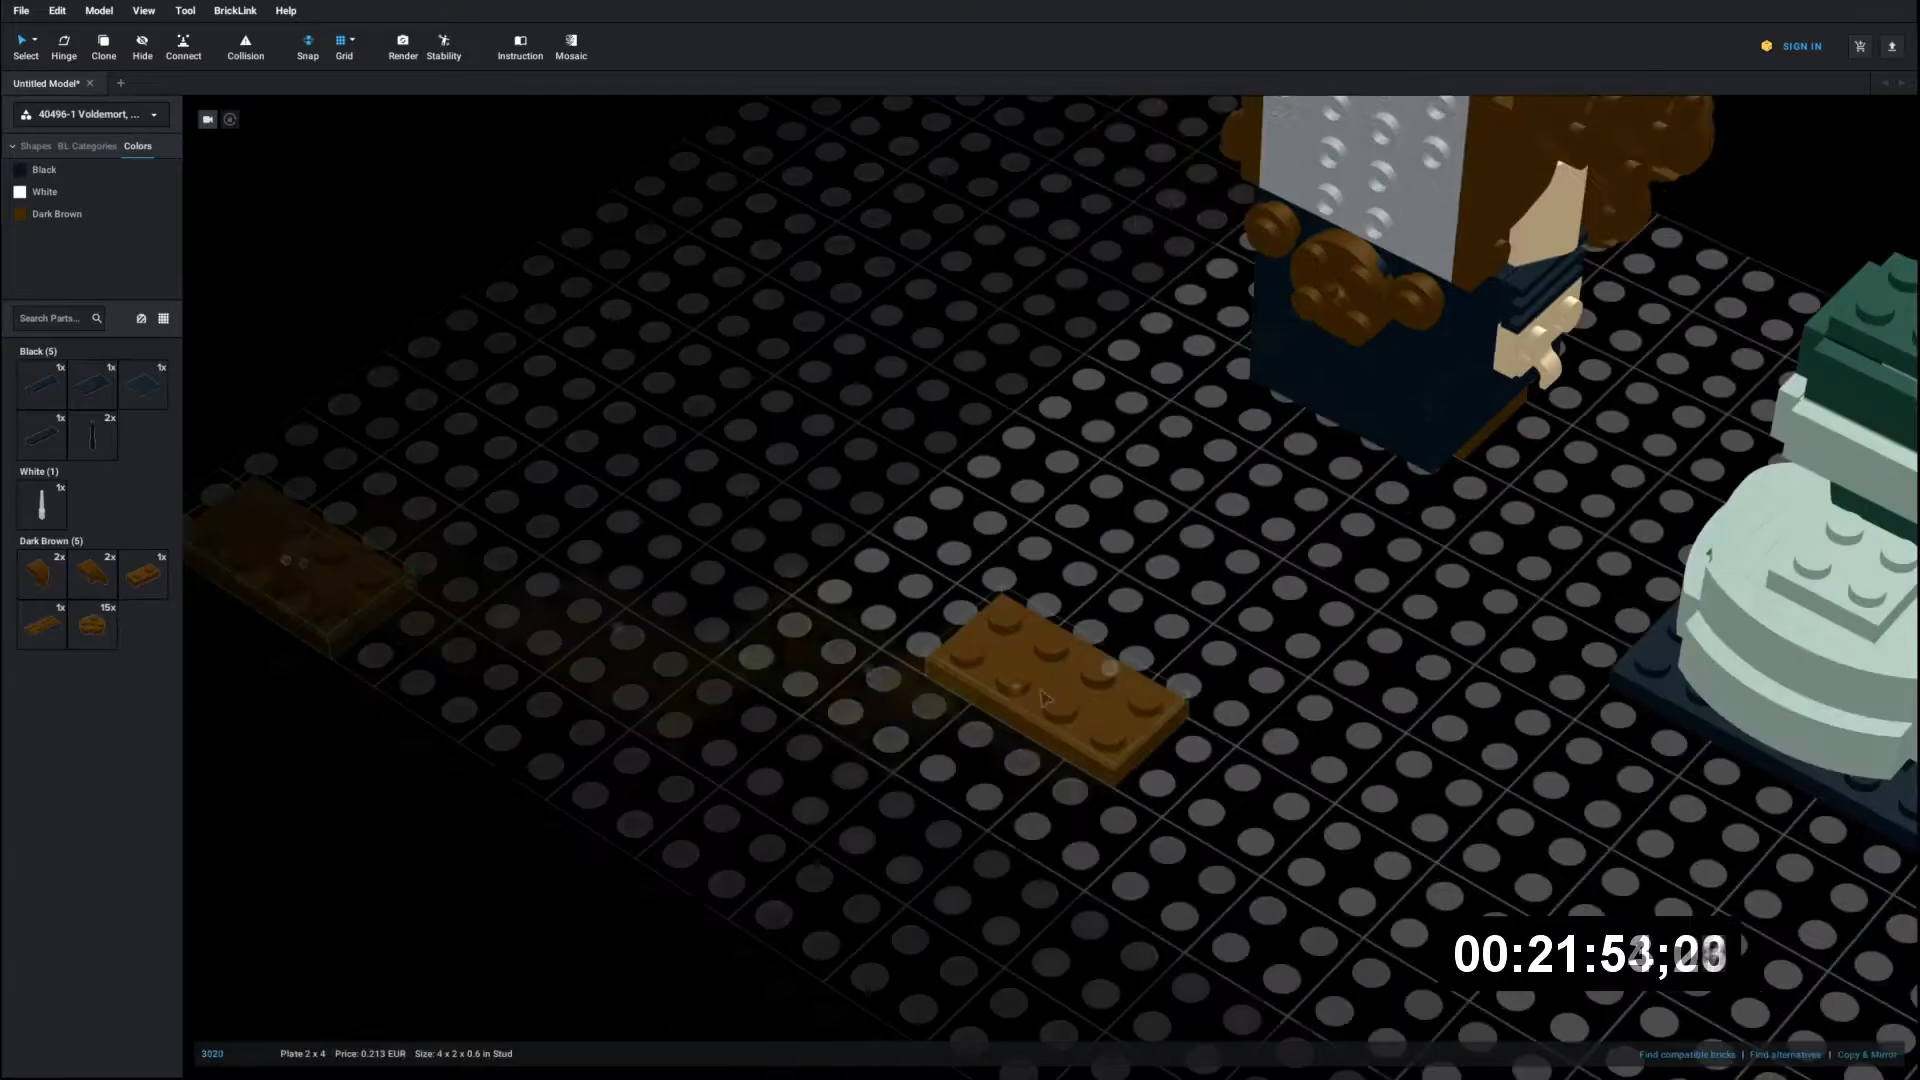 File Edit Model View Tool BrickLink Help
Select Hinge Clone Hide Connect Collision Snap Grid Render Stability Instruction Mosaic
SIGN IN
Untitled Model*
40496-1 Voldemort, ...
Shapes BL Categories Colors
Black
White
Dark Brown
Search Parts...
Black (5)
1x 1x 1x
1x 2x
White (1)
1x
Dark Brown (5)
2x 2x 1x
1x 15x
3020 Plate 2 x 4 Price: 0.213 EUR Size: 4 x 2 x 0.6 in Stud
Find compatible bricks | Find alternatives | Copy & Mirror